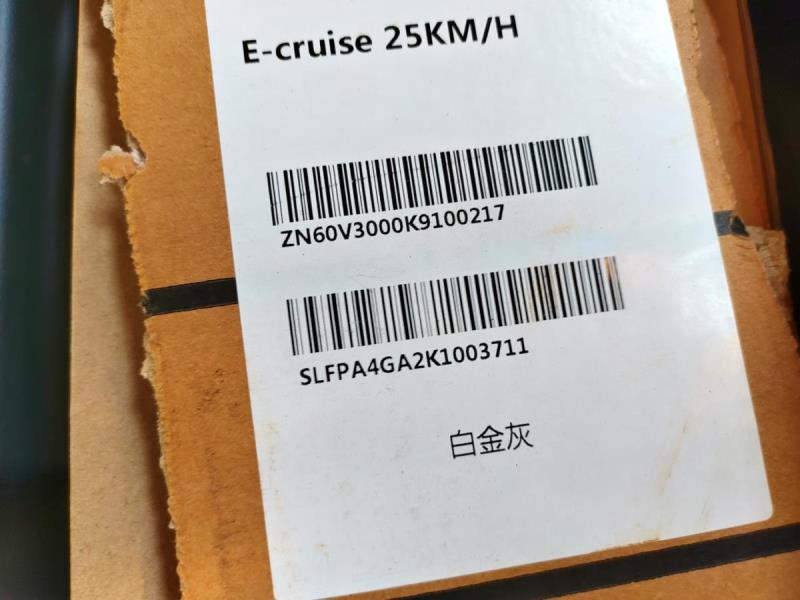 E-cruise 25KM/H
ZN60V3000K9100217
SLFPA4GA2K1003711
白金灰